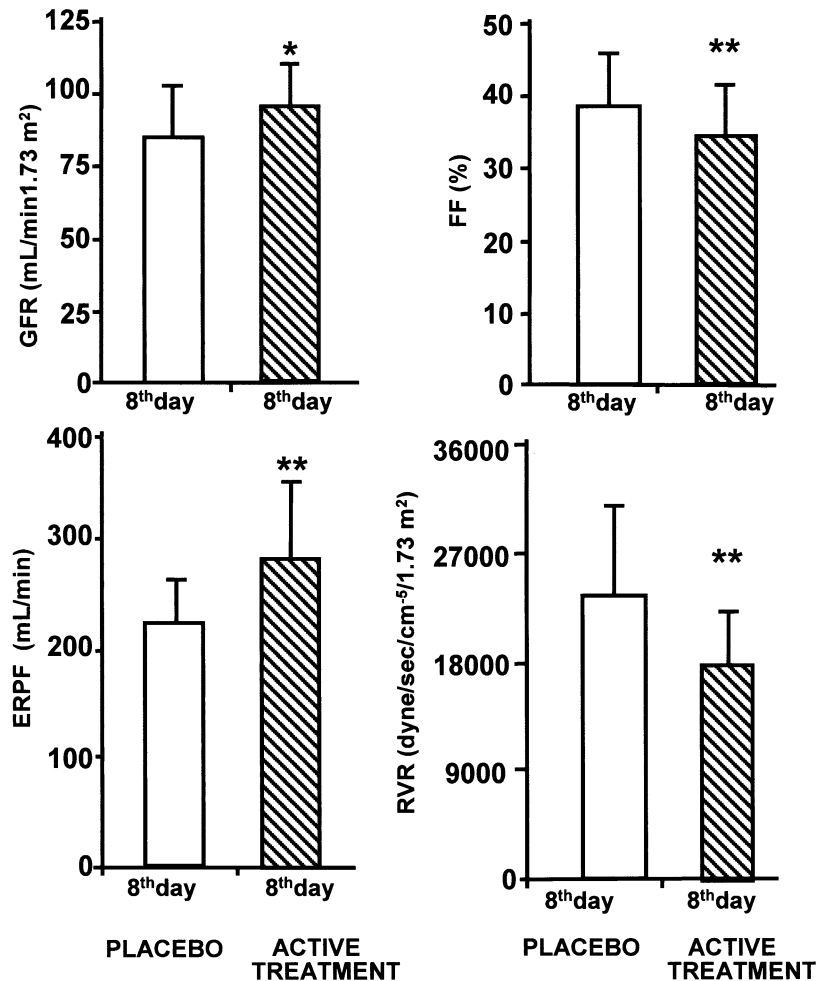 125
100
75
50
25
0
GFR (mL/min1.73 m²)
*
8ᵗʰday 8ᵗʰday
50
40
30
20
10
0
FF (%)
**
8ᵗʰday 8ᵗʰday
400
300
200
100
0
ERPF (mL/min)
**
8ᵗʰday 8ᵗʰday
PLACEBO
ACTIVE
TREATMENT
36000
27000
18000
9000
0
RVR (dyne/sec/cm⁻⁵/1.73 m²)
**
8ᵗʰday 8ᵗʰday
PLACEBO
ACTIVE
TREATMENT